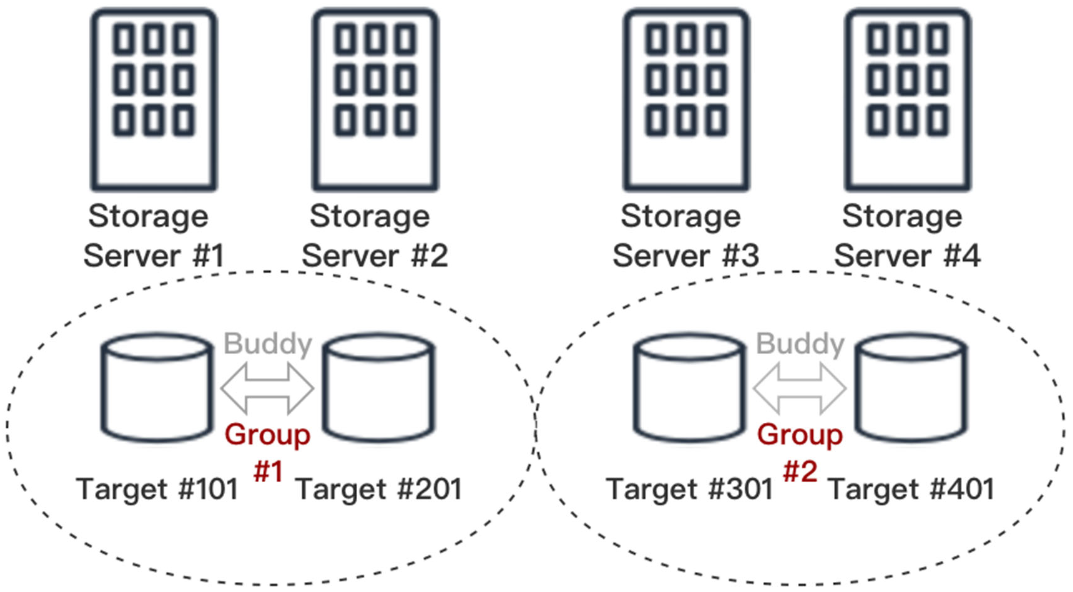 Storage Server #1
Storage Server #2
Storage Server #3
Storage Server #4
Buddy
Group #1
Target #101
Target #201
Buddy
Group #2
Target #301
Target #401